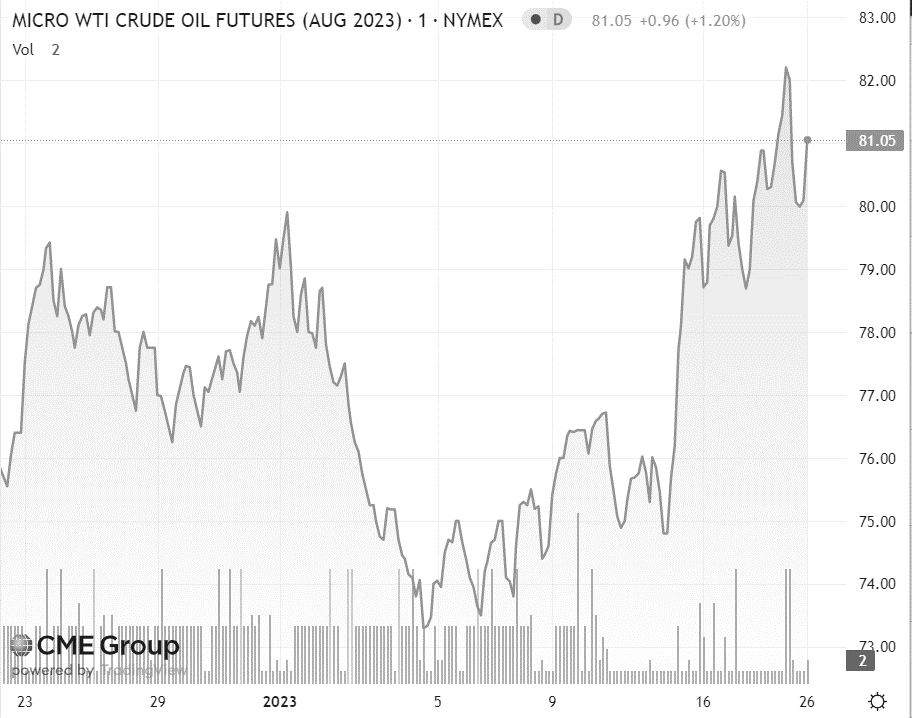 MICRO WTI CRUDE OIL FUTURES (AUG 2023) · 1 · NYMEX D 81.05 +0.96 (+1.20%)
Vol 2
83.00
82.00
81.05
80.00
79.00
78.00
77.00
76.00
75.00
74.00
73.00
CME Group
2
powered by TradingView
23 29 2023 5 9 16 26